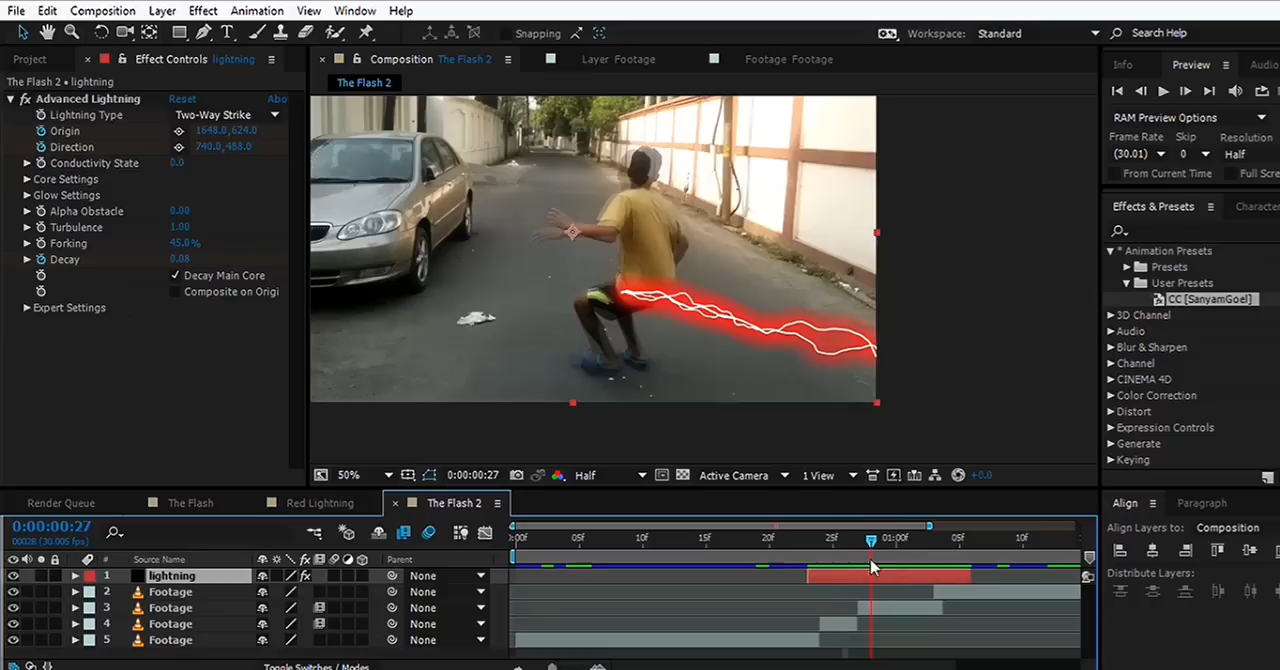 File Edit Composition Layer Effect Animation View Window Help
Snapping Workspace: Standard Search Help
Project Effect Controls lightning Composition The Flash 2 Layer Footage Footage Footage Info Preview Audio
The Flash 2 • lightning The Flash 2
fx Advanced Lightning Reset Abo
Lightning Type Two-Way Strike
Origin 1648.0,624.0
Direction 740.0,488.0
Conductivity State 0.0
Core Settings
Glow Settings
Alpha Obstacle 0.00
Turbulence 1.00
Forking 45.0%
Decay 0.08
Decay Main Core
Composite on Origi
Expert Settings
RAM Preview Options
Frame Rate Skip Resolution
(30.01) 0 Half
From Current Time Full Scre
Effects & Presets Character
* Animation Presets
Presets
User Presets
CC [SanyamGoel]
3D Channel
Audio
Blur & Sharpen
Channel
CINEMA 4D
Color Correction
Distort
Expression Controls
Generate
Keying
50% 0:00:00:27 Half Active Camera 1 View +0.0
Render Queue The Flash Red Lightning The Flash 2
0:00:00:27
00028 (30.005 fps)
:00f 05f 10f 15f 20f 25f 01:00f 05f 10f
# Source Name fx Parent
1 lightning fx None
2 Footage None
3 Footage None
4 Footage None
5 Footage None
Toggle Switches / Modes
Align Paragraph
Align Layers to: Composition
Distribute Layers: